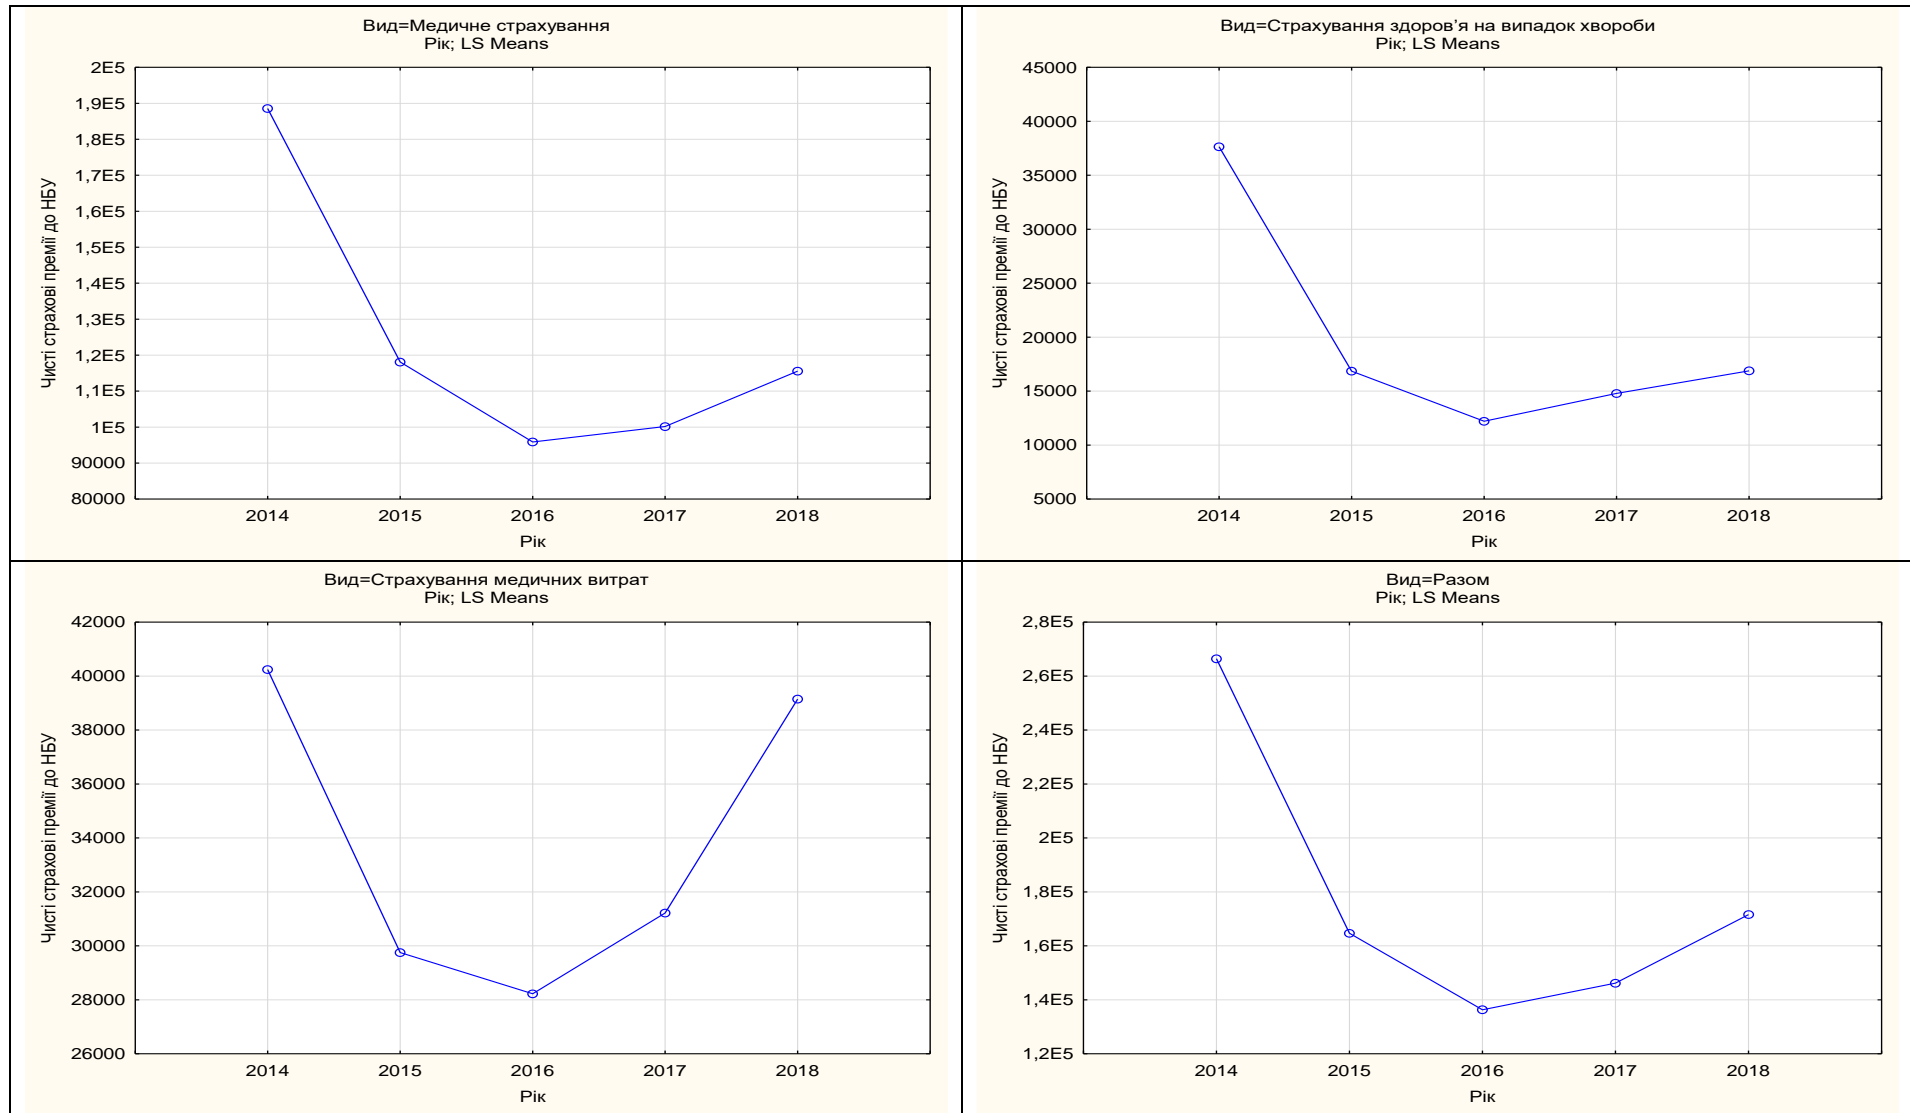 Вид=Медичне страхування
Рік; LS Means
2E5
1,9E5
1,8E5
1,7E5
1,6E5
1,5E5
1,4E5
1,3E5
1,2E5
1,1E5
1E5
90000
80000
Чисті страхові премії до НБУ
2014 2015 2016 2017 2018
Рік
Вид=Страхування здоров’я на випадок хвороби
Рік; LS Means
45000
40000
35000
30000
25000
20000
15000
10000
5000
Чисті страхові премії до НБУ
2014 2015 2016 2017 2018
Рік
Вид=Страхування медичних витрат
Рік; LS Means
42000
40000
38000
36000
34000
32000
30000
28000
26000
Чисті страхові премії до НБУ
2014 2015 2016 2017 2018
Рік
Вид=Разом
Рік; LS Means
2,8E5
2,6E5
2,4E5
2,2E5
2E5
1,8E5
1,6E5
1,4E5
1,2E5
Чисті страхові премії до НБУ
2014 2015 2016 2017 2018
Рік